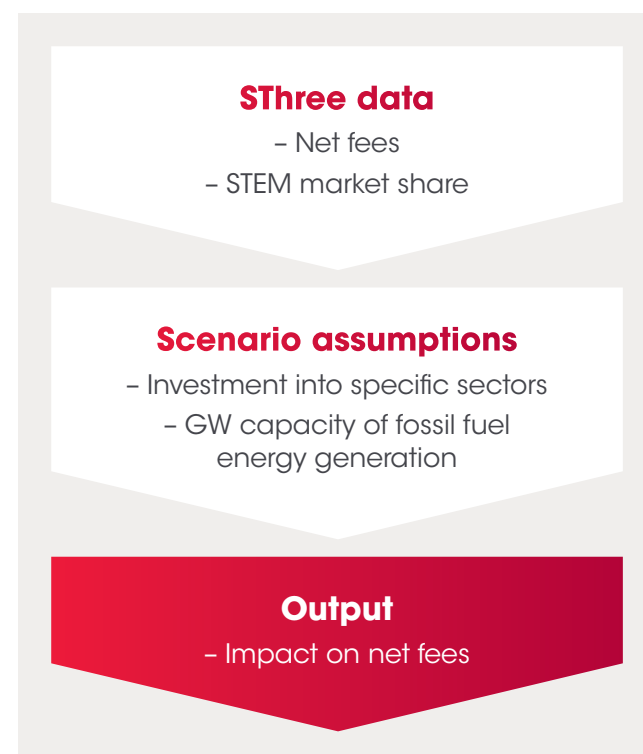 SThree data
– Net fees
– STEM market share
Scenario assumptions
– Investment into specific sectors
– GW capacity of fossil fuel
energy generation
Output
– Impact on net fees